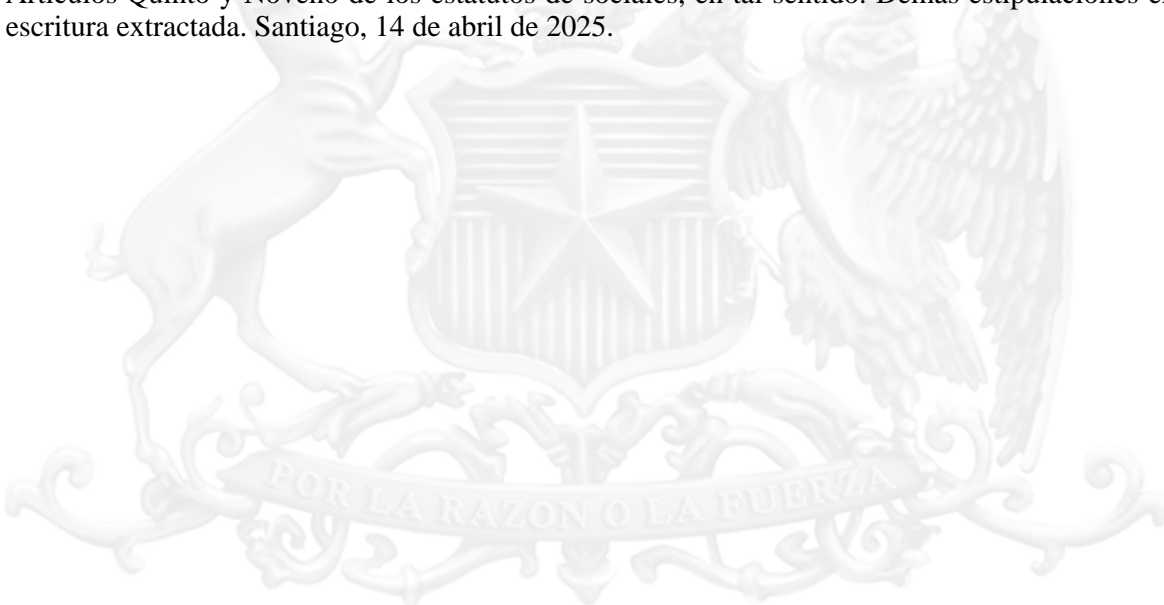 Artículos Quinto y Noveno de los estatutos de sociales, en tal sentido. Demás estipulaciones en
escritura extractada. Santiago, 14 de abril de 2025.
POR LA RAZON O LA FUERZA